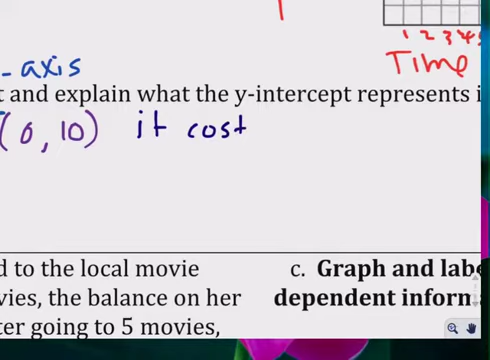 1 2 3 4 5
Time
- axis
t and explain what the y-intercept represents i
(0, 10) it cost
d to the local movie
vies, the balance on her
ter going to 5 movies,
c. Graph and labe
dependent inform